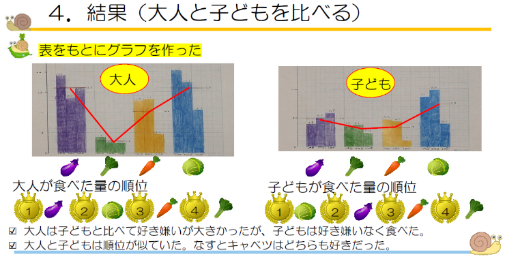 ４．結果（大人と子どもを比べる）
表をもとにグラフを作った
大人
子ども
大人が食べた量の順位
子どもが食べた量の順位
1 2 3 4
1 2 3 4
☑ 大人は子どもと比べて好き嫌いが大きかったが、子どもは好き嫌いなく食べた。
☑ 大人と子どもは順位が似ていた。なすとキャベツはどちらも好きだった。